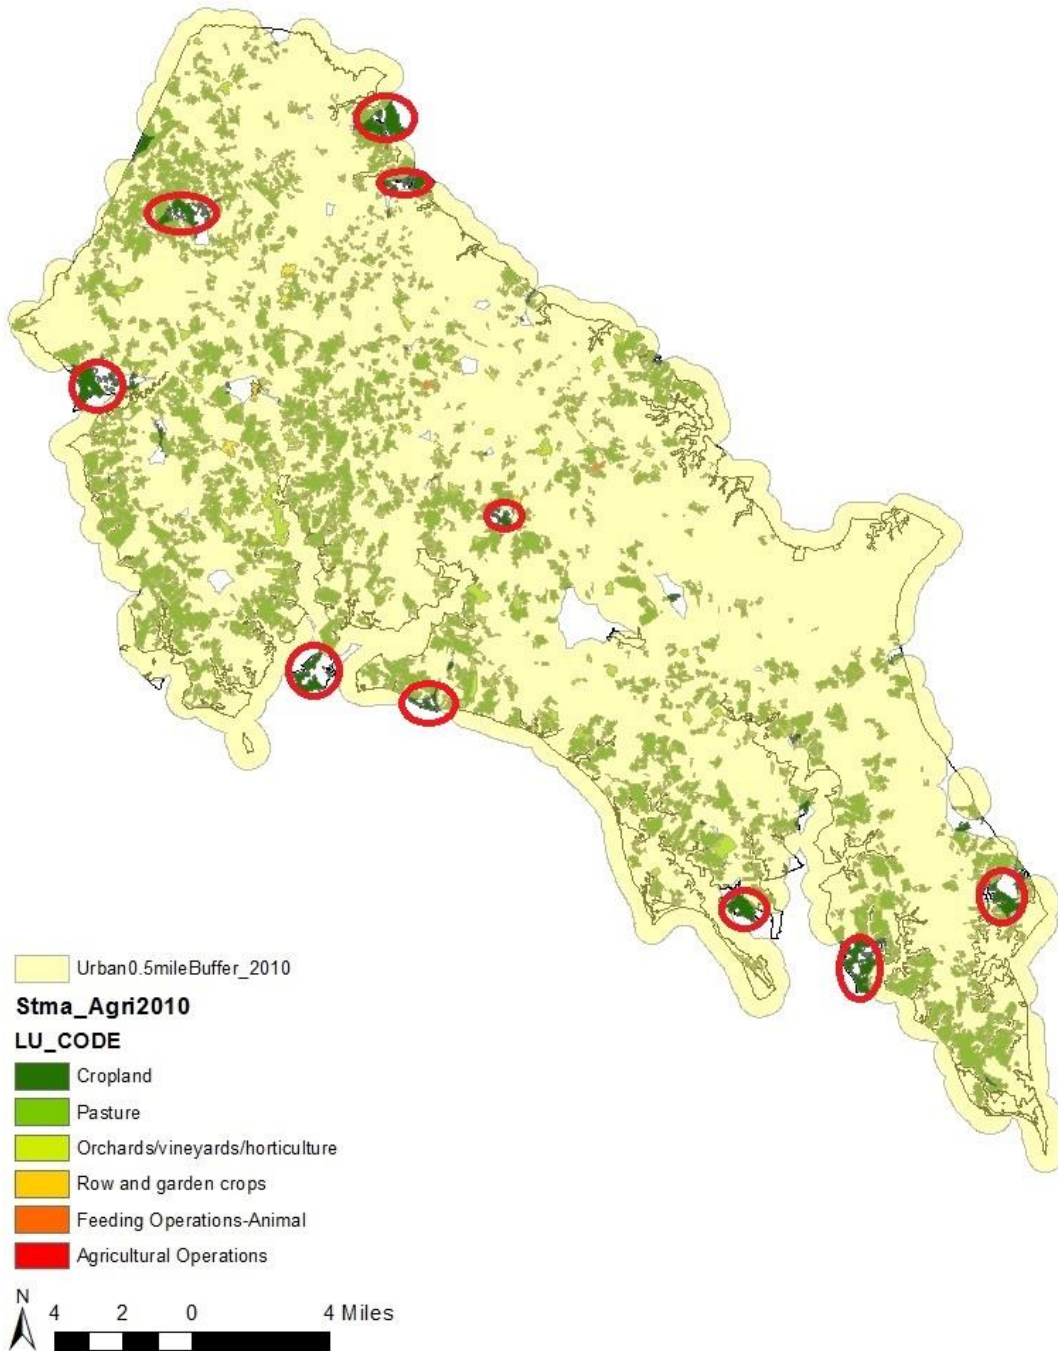 Urban0.5mileBuffer_2010
Stma_Agri2010
LU_CODE
Cropland
Pasture
Orchards/vineyards/horticulture
Row and garden crops
Feeding Operations-Animal
Agricultural Operations
N
4 2 0 4 Miles